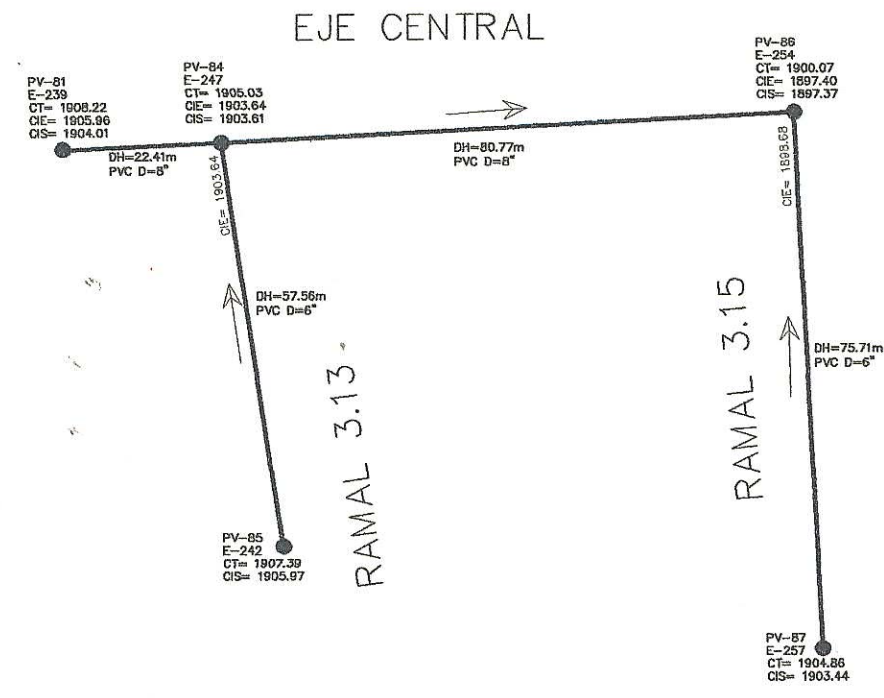 EJE CENTRAL
PV-81
E-239
CT= 1908.22
CIE= 1905.96
CIS= 1904.01
PV-84
E-247
CT= 1905.03
CIE= 1903.64
CIS= 1903.61
PV-86
E-254
CT= 1900.07
CIE= 1897.40
CIS= 1897.37
DH=22.41m
PVC D=8"
DH=80.77m
PVC D=8"
CIE= 1903.64
CIE= 1898.68
DH=57.56m
PVC D=6"
RAMAL 3.13
RAMAL 3.15
DH=75.71m
PVC D=6"
PV-85
E-242
CT= 1907.39
CIS= 1905.97
PV-87
E-257
CT= 1904.86
CIS= 1903.44